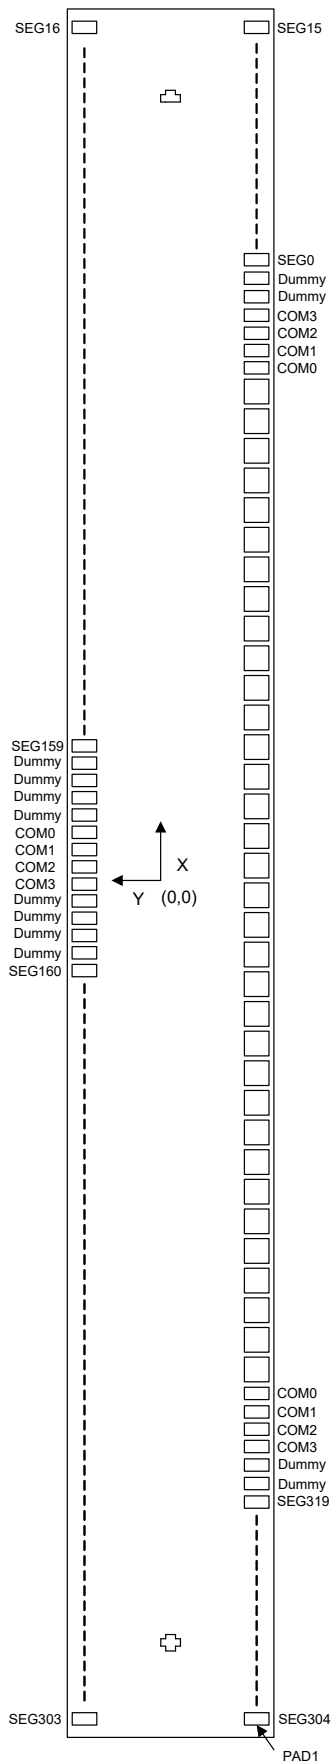 SEG16 SEG15
SEG0
Dummy
Dummy
COM3
COM2
COM1
COM0
SEG159
Dummy
Dummy
Dummy
Dummy
COM0
COM1
COM2
COM3
Dummy
Dummy
Dummy
Dummy
SEG160
X
Y (0,0)
COM0
COM1
COM2
COM3
Dummy
Dummy
SEG319
SEG303 SEG304
PAD1